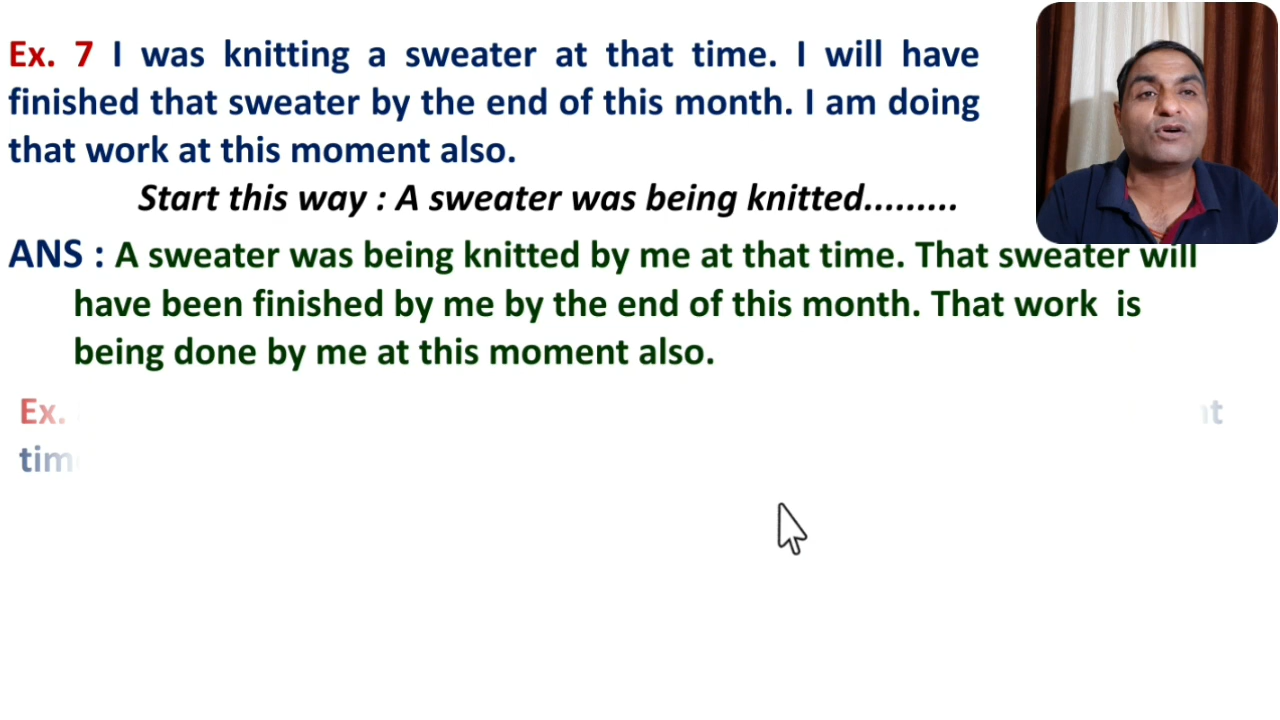 Ex. 7 I was knitting a sweater at that time. I will have
finished that sweater by the end of this month. I am doing
that work at this moment also.
Start this way : A sweater was being knitted.........
ANS : A sweater was being knitted by me at that time. That sweater will
have been finished by me by the end of this month. That work is
being done by me at this moment also.
Ex.